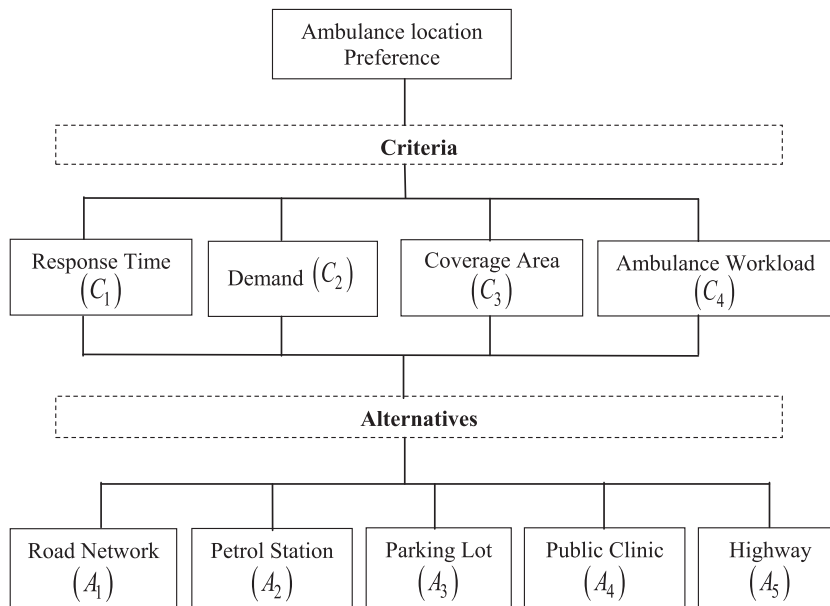 Ambulance location
Preference
Criteria
Response Time
(C₁)
Demand (C₂)
Coverage Area
(C₃)
Ambulance Workload
(C₄)
Alternatives
Road Network
(A₁)
Petrol Station
(A₂)
Parking Lot
(A₃)
Public Clinic
(A₄)
Highway
(A₅)